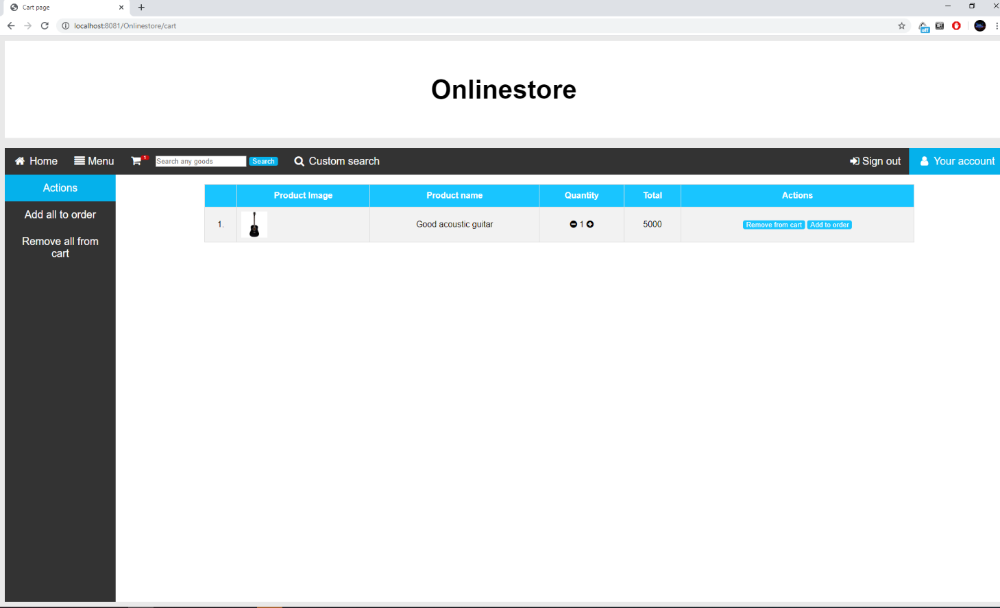 Cart page
localhost:8081/Onlinestore/cart
off
Onlinestore
Home Menu 1 Search any goods Search Custom search Sign out Your account
Actions
Add all to order
Remove all from
cart
Product Image Product name Quantity Total Actions
1. Good acoustic guitar 1 5000 Remove from cart Add to order